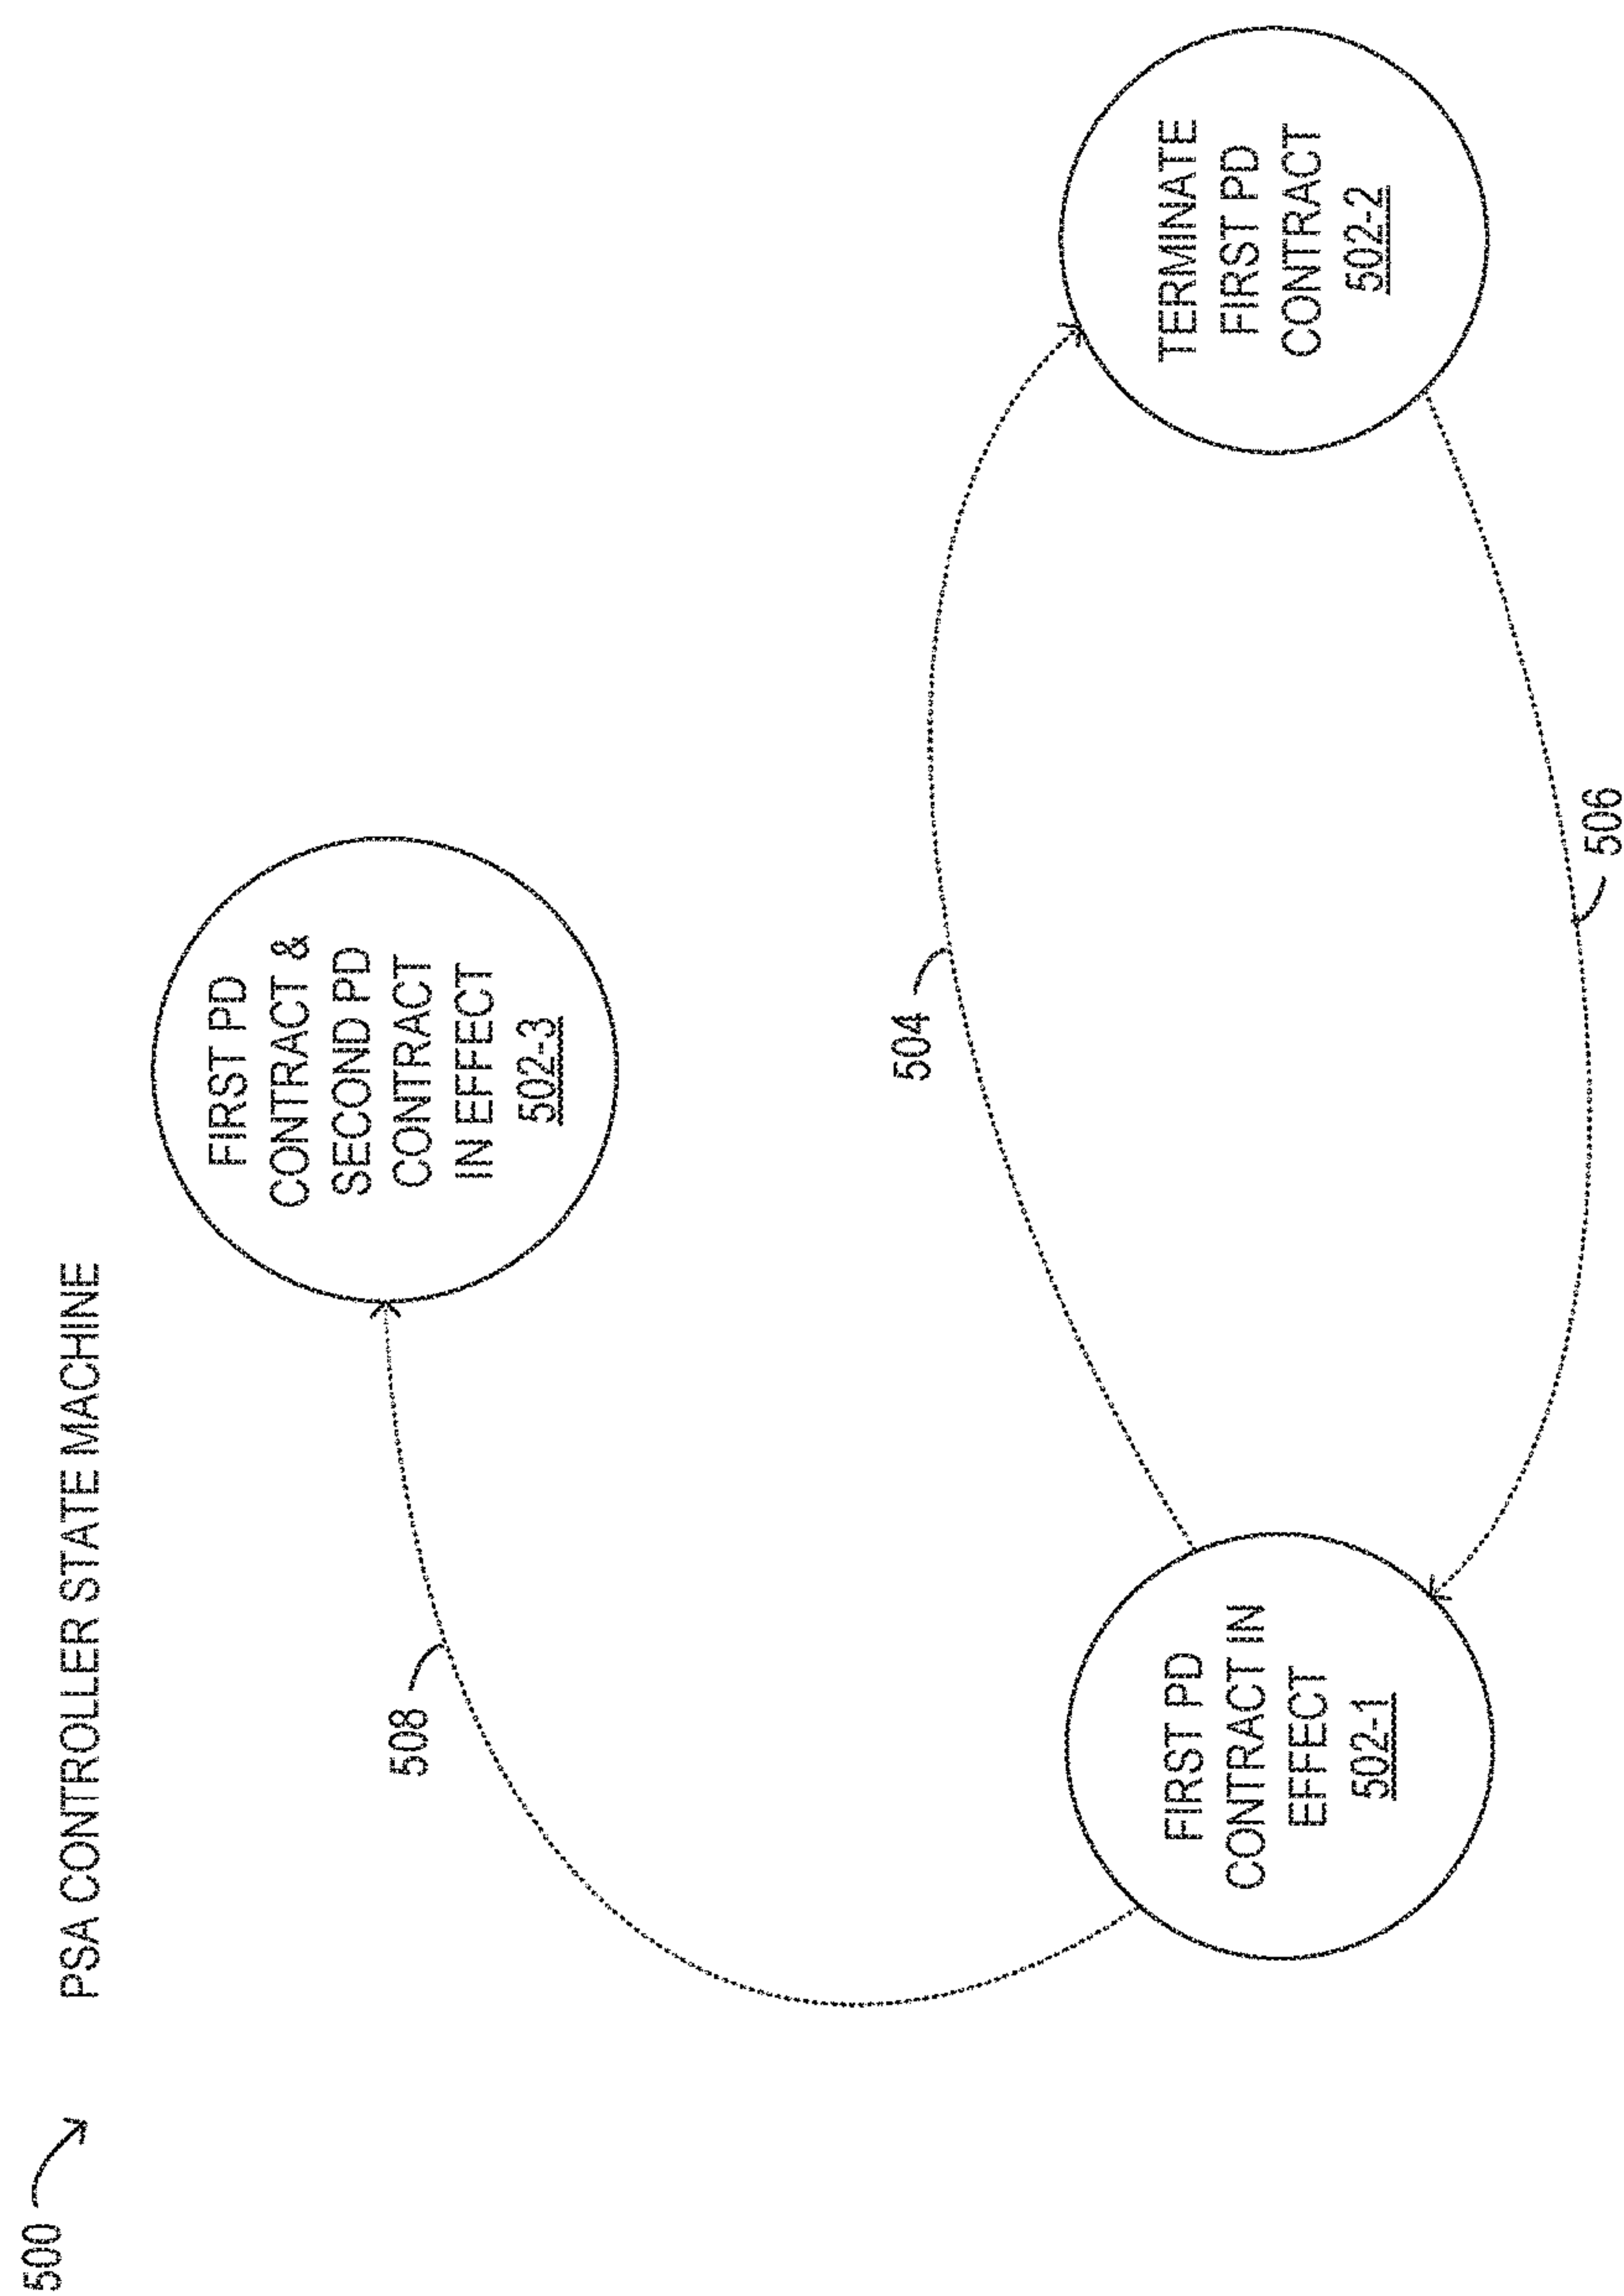 500
PSA CONTROLLER STATE MACHINE
FIRST PD
CONTRACT &
SECOND PD
CONTRACT
IN EFFECT
502-3
508
504
FIRST PD
CONTRACT IN
EFFECT
502-1
TERMINATE
FIRST PD
CONTRACT
502-2
506